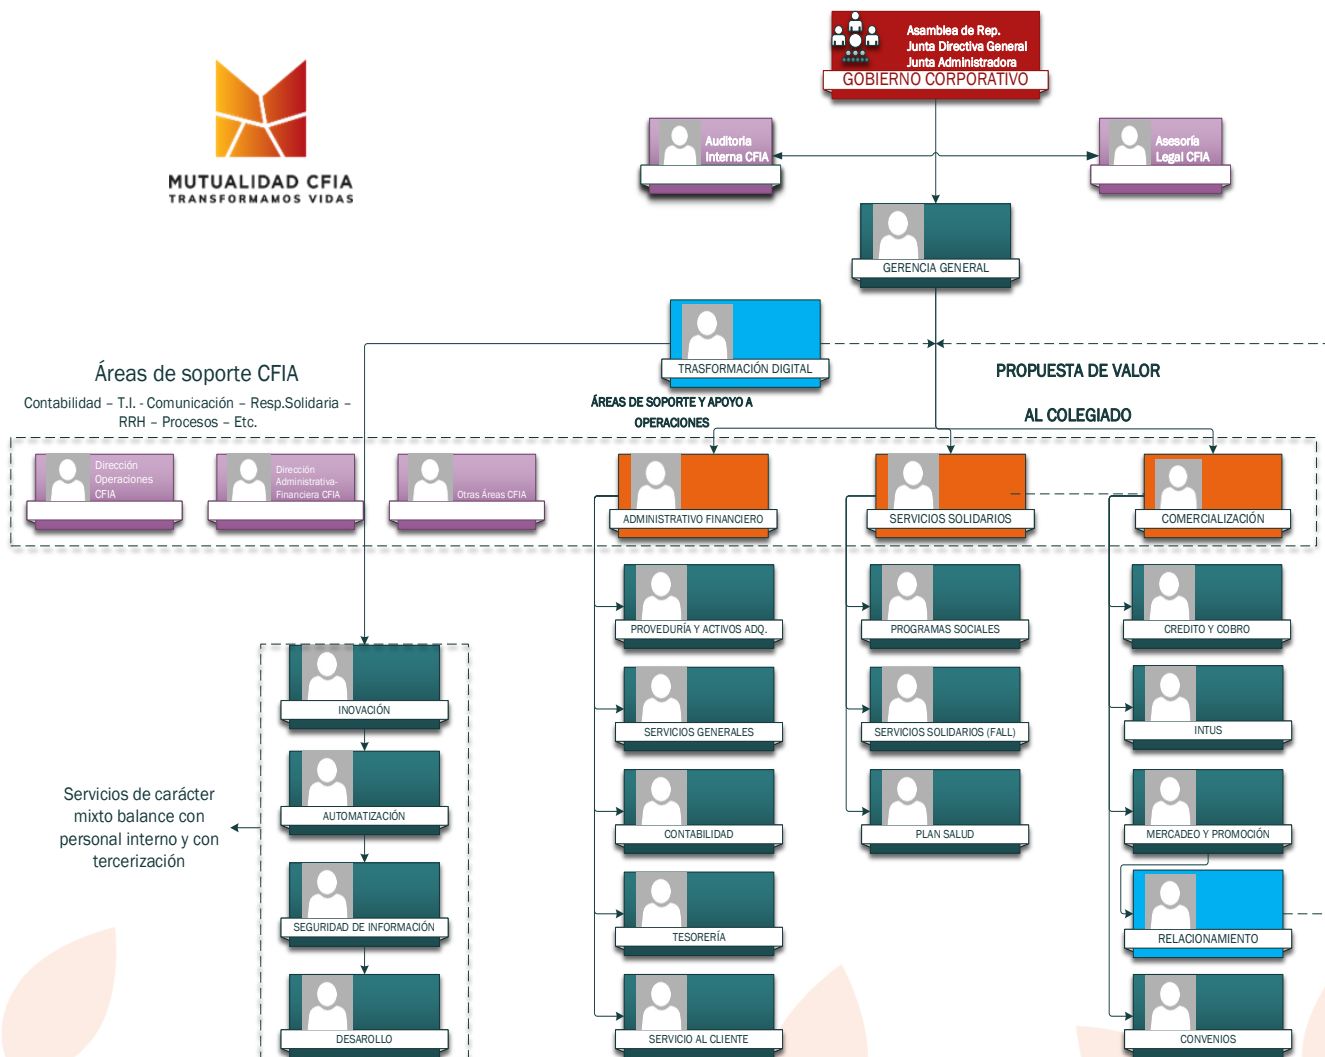 Asamblea de Rep.
Junta Directiva General
Junta Administradora
GOBIERNO CORPORATIVO
MUTUALIDAD CFIA
TRANSFORMAMOS VIDAS
Auditoria
Interna CFIA
Asesoría
Legal CFIA
GERENCIA GENERAL
TRASFORMACIÓN DIGITAL
Áreas de soporte CFIA
Contabilidad – T.I. - Comunicación – Resp.Solidaria –
RRH – Procesos – Etc.
ÁREAS DE SOPORTE Y APOYO A
OPERACIONES
PROPUESTA DE VALOR
AL COLEGIADO
Dirección
Operaciones
CFIA
Dirección
Administrativa-
Financiera CFIA
Otras Áreas CFIA
ADMINISTRATIVO FINANCIERO
SERVICIOS SOLIDARIOS
COMERCIALIZACIÓN
PROVEDURÍA Y ACTIVOS ADQ.
PROGRAMAS SOCIALES
CREDITO Y COBRO
INOVACIÓN
SERVICIOS GENERALES
SERVICIOS SOLIDARIOS (FALL)
INTUS
Servicios de carácter
mixto balance con
personal interno y con
tercerización
AUTOMATIZACIÓN
CONTABILIDAD
PLAN SALUD
MERCADEO Y PROMOCIÓN
SEGURIDAD DE INFORMACIÓN
TESORERÍA
RELACIONAMIENTO
DESAROLLO
SERVICIO AL CLIENTE
CONVENIOS